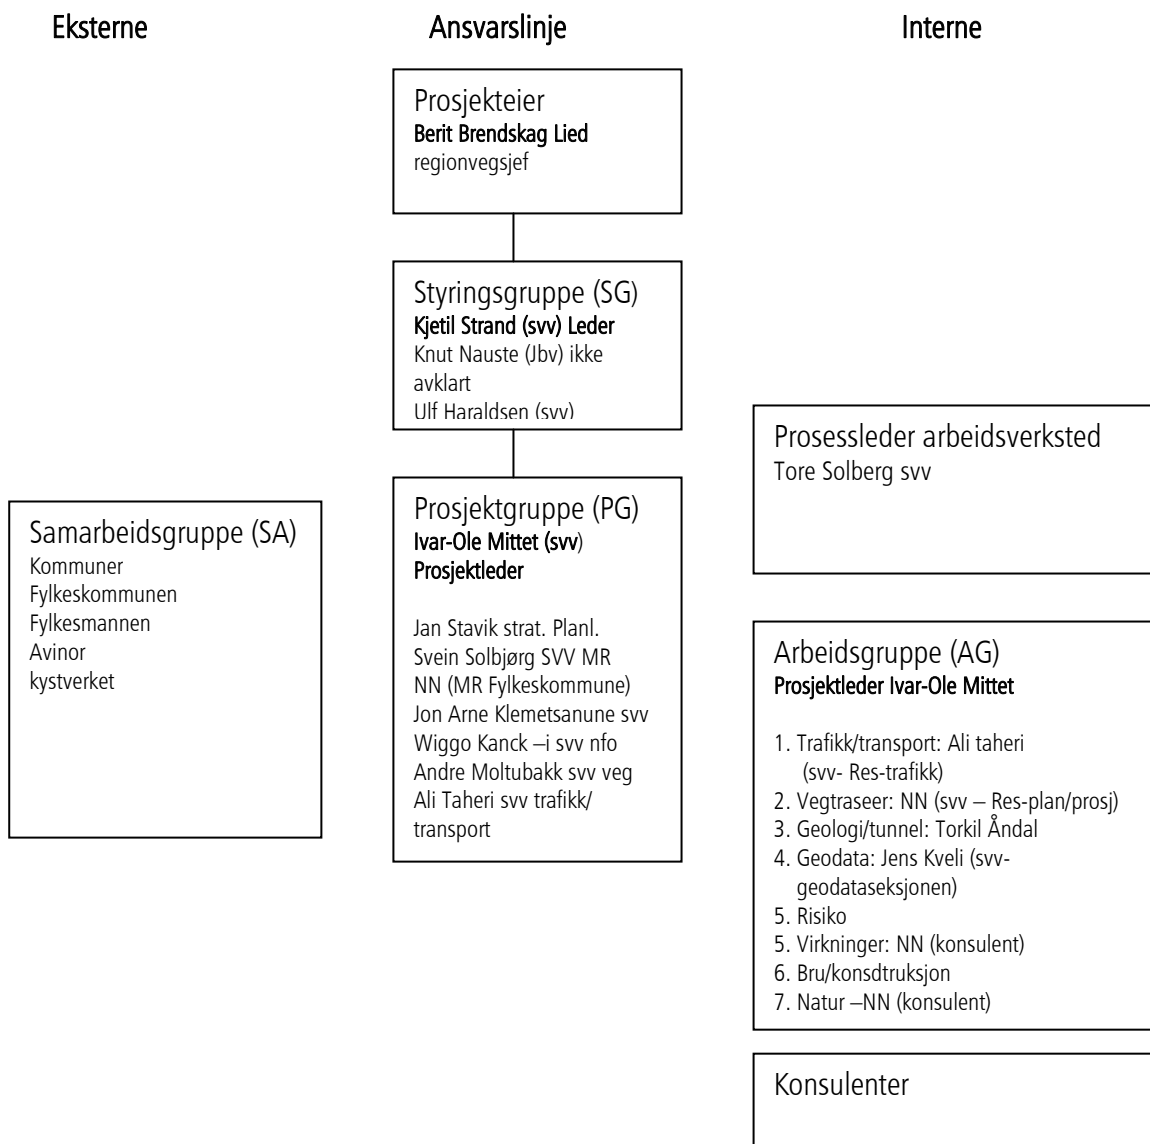 Eksterne
Ansvarslinje
Interne
Prosjekteier
Berit Brendskag Lied
regionvegsjef
Styringsgruppe (SG)
Kjetil Strand (svv) Leder
Knut Nauste (Jbv) ikke
avklart
Ulf Haraldsen (svv)
Prosessleder arbeidsverksted
Tore Solberg svv
Samarbeidsgruppe (SA)
Kommuner
Fylkeskommunen
Fylkesmannen
Avinor
kystverket
Prosjektgruppe (PG)
Ivar-Ole Mittet (svv)
Prosjektleder
Jan Stavik strat. Planl.
Svein Solbjørg SVV MR
NN (MR Fylkeskommune)
Jon Arne Klemetsanune svv
Wiggo Kanck –i svv nfo
Andre Moltubakk svv veg
Ali Taheri svv trafikk/
transport
Arbeidsgruppe (AG)
Prosjektleder Ivar-Ole Mittet
1. Trafikk/transport: Ali taheri
(svv- Res-trafikk)
2. Vegtraseer: NN (svv – Res-plan/prosj)
3. Geologi/tunnel: Torkil Åndal
4. Geodata: Jens Kveli (svv-
geodataseksjonen)
5. Risiko
5. Virkninger: NN (konsulent)
6. Bru/konsdtruksjon
7. Natur –NN (konsulent)
Konsulenter